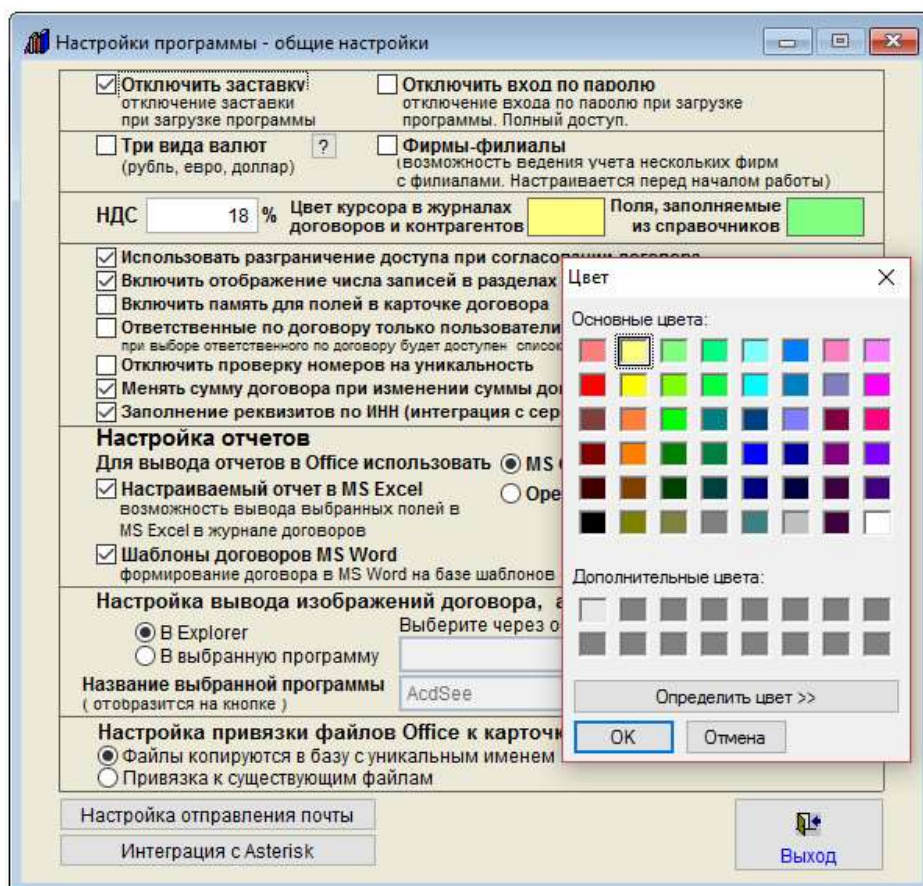 Настройки программы - общие настройки
Отключить заставку
отключение заставки
при загрузке программы
Отключить вход по паролю
отключение входа по паролю при загрузке
программы. Полный доступ.
Три вида валют ?
(рубль, евро, доллар)
Фирмы-филиалы
(возможность ведения учета нескольких фирм
с филиалами. Настраивается перед началом работы)
НДС 18 %
Цвет курсора в журналах
договоров и контрагентов
Поля, заполняемые
из справочников
Использовать разграничение доступа при согласовании договора
Включить отображение числа записей в разделах
Включить память для полей в карточке договора
Ответственные по договору только пользователи
при выборе ответственного по договору будет доступен список
Отключить проверку номеров на уникальность
Менять сумму договора при изменении суммы
Заполнение реквизитов по ИНН (интеграция с
Настройка отчетов
Для вывода отчетов в Office использовать MS
Настраиваемый отчет в MS Excel
возможность вывода выбранных полей в
MS Excel в журнале договоров
Шаблоны договоров MS Word
формирование договора в MS Word на базе шаблонов
Настройка вывода изображений договора,
В Explorer
В выбранную программу
Выберите через
Название выбранной программы
( отобразится на кнопке )
AcdSee
Настройка привязки файлов Office к
Файлы копируются в базу с уникальным именем
Привязка к существующим файлам
Настройка отправления почты
Интеграция с Asterisk
Выход
Цвет
Основные цвета:
Дополнительные цвета:
Определить цвет >>
OK
Отмена